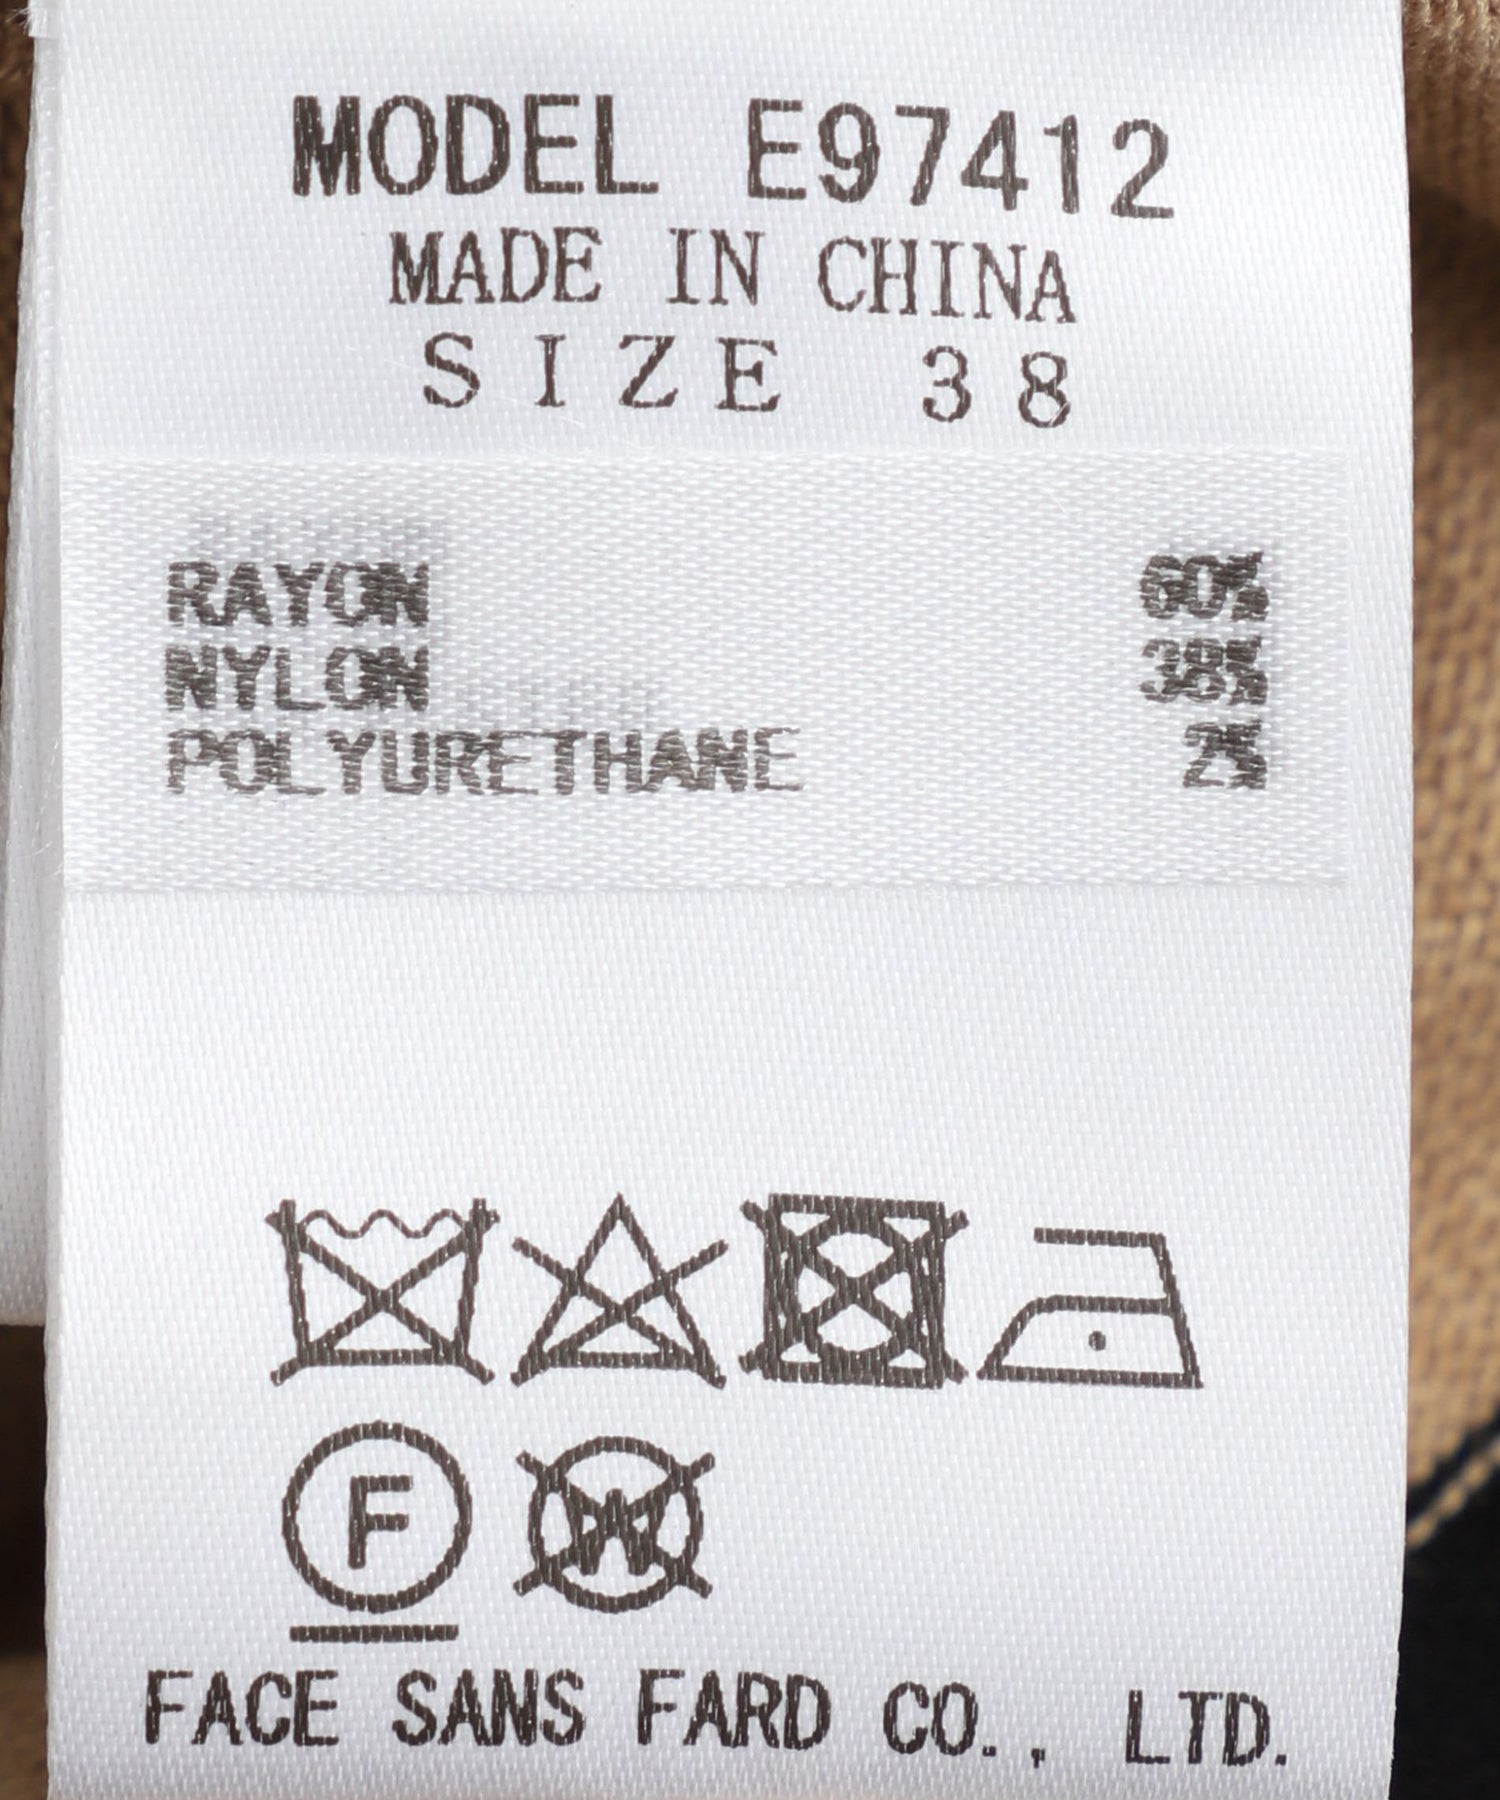 MODEL E97412
MADE IN CHINA
SIZE 38
RAYON 60%
NYLON 38%
POLYURETHANE 2%
F W
FACE SANS FARD CO., LTD.